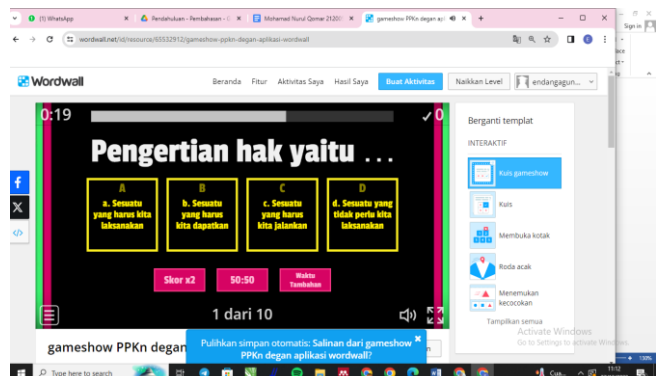 (1) WhatsApp
Pendahuluan - Pembahasan -
Mohamad Nurul Qomar 2120
gameshow PPKn degan apl
Sign in
wordwall.net/id/resource/65532912/gameshow-ppkn-degan-aplikasi-wordwall
Wordwall
Beranda
Fitur
Aktivitas Saya
Hasil Saya
Buat Aktivitas
Naikkan Level
endangagun...
0:19
0
Pengertian hak yaitu ...
A
a. Sesuatu
yang harus kita
laksanakan
B
b. Sesuatu
yang harus
kita dapatkan
C
c. Sesuatu
yang harus
kita jalankan
D
d. Sesuatu yang
tidak perlu kita
laksanakan
Skor x2
50:50
Waktu
Tambahan
1 dari 10
Berganti templat
INTERAKTIF
Kuis gameshow
Kuis
Membuka kotak
Roda acak
Menemukan
kecocokan
Tampilkan semua
gameshow PPKn degan
Pulihkan simpan otomatis: Salinan dari gameshow
PPKn degan aplikasi wordwall?
Activate Windows
Go to Settings to activate Windows.
Type here to search
Cua...
11:12
130%